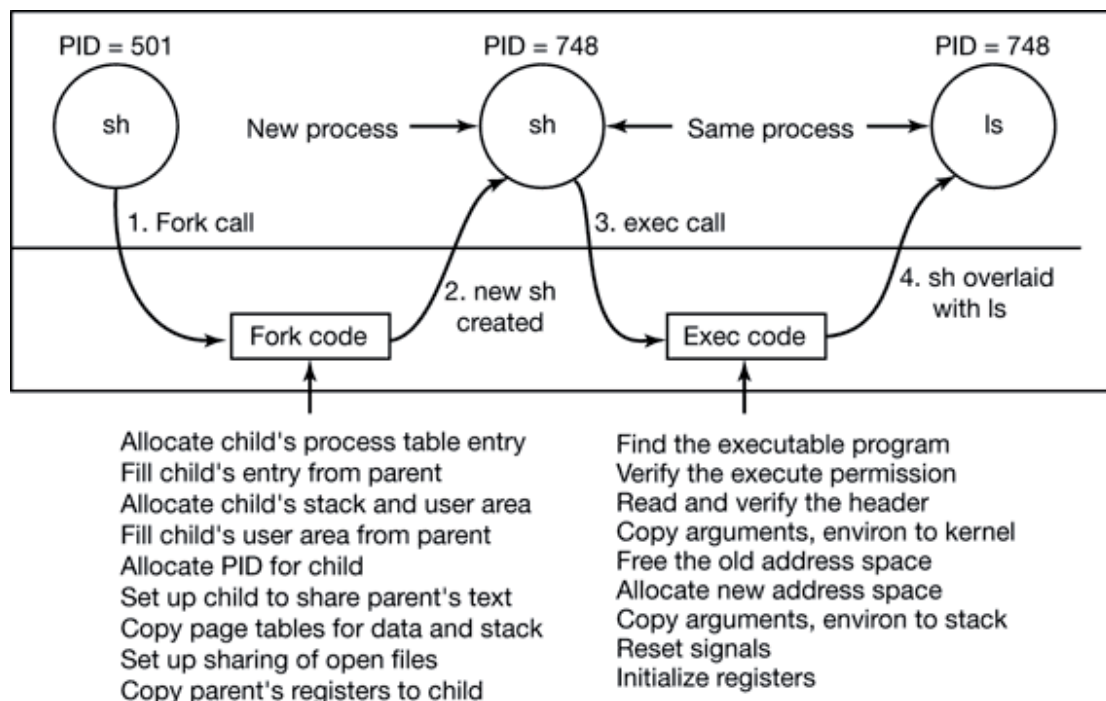 PID = 501
PID = 748
PID = 748
sh
New process
sh
Same process
ls
1. Fork call
3. exec call
2. new sh
created
4. sh overlaid
with ls
Fork code
Exec code
Allocate child's process table entry
Fill child's entry from parent
Allocate child's stack and user area
Fill child's user area from parent
Allocate PID for child
Set up child to share parent's text
Copy page tables for data and stack
Set up sharing of open files
Copy parent's registers to child
Find the executable program
Verify the execute permission
Read and verify the header
Copy arguments, environ to kernel
Free the old address space
Allocate new address space
Copy arguments, environ to stack
Reset signals
Initialize registers